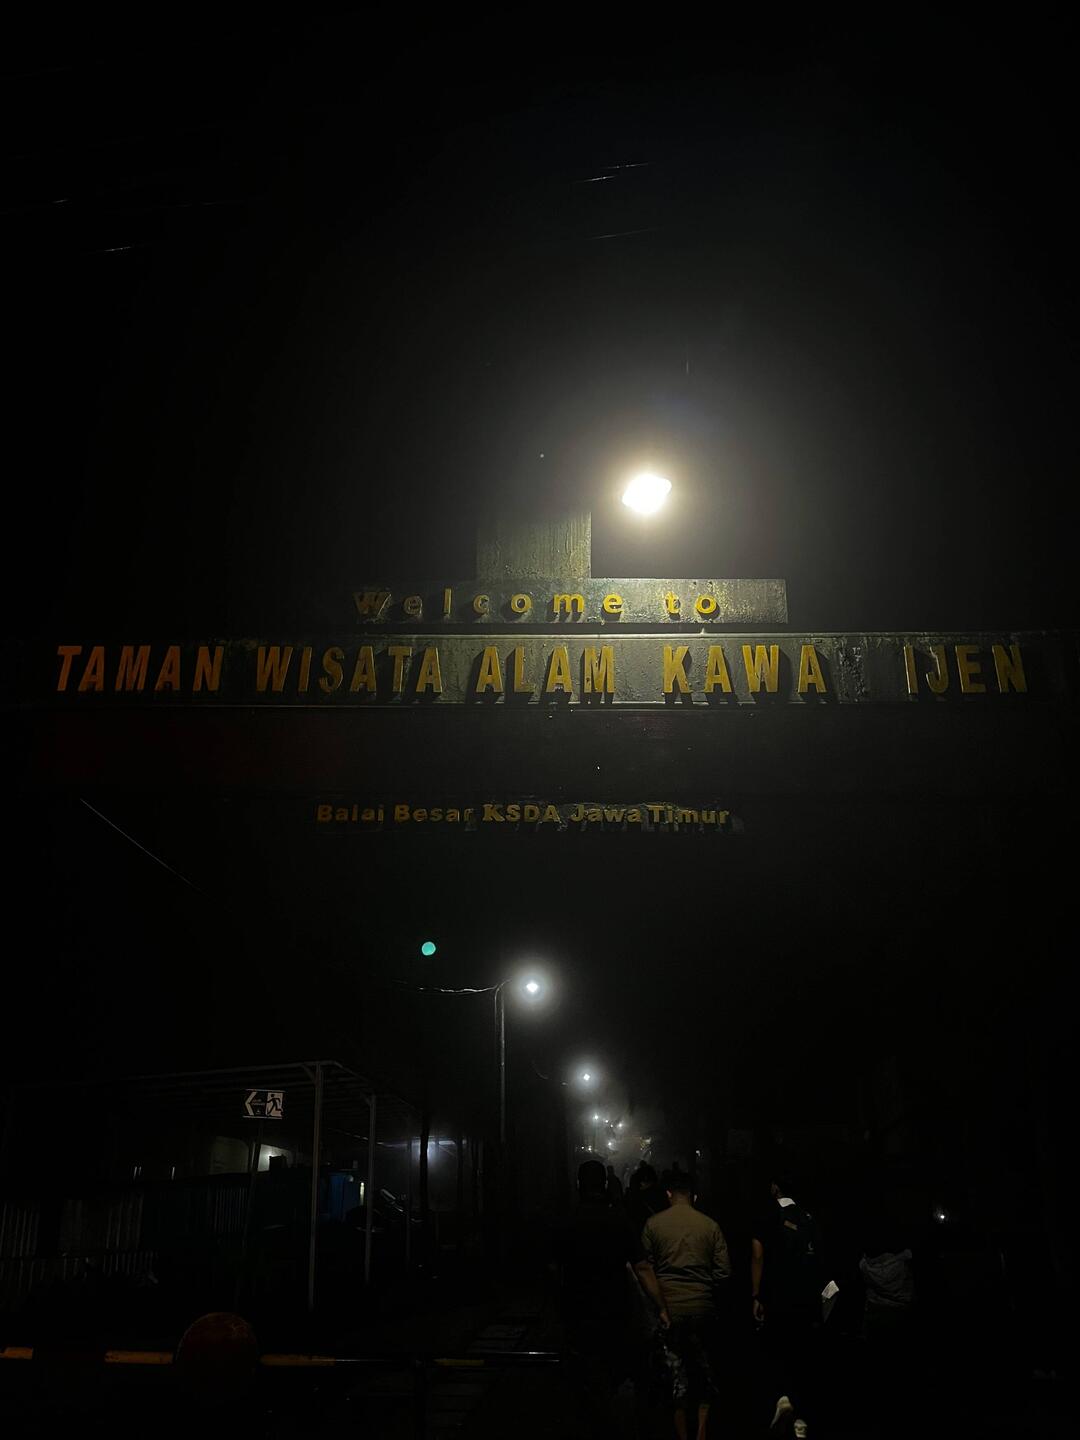 Welcome to
TAMAN WISATA ALAM KAWA IJEN
Balai Besar KSDA Jawa Timur